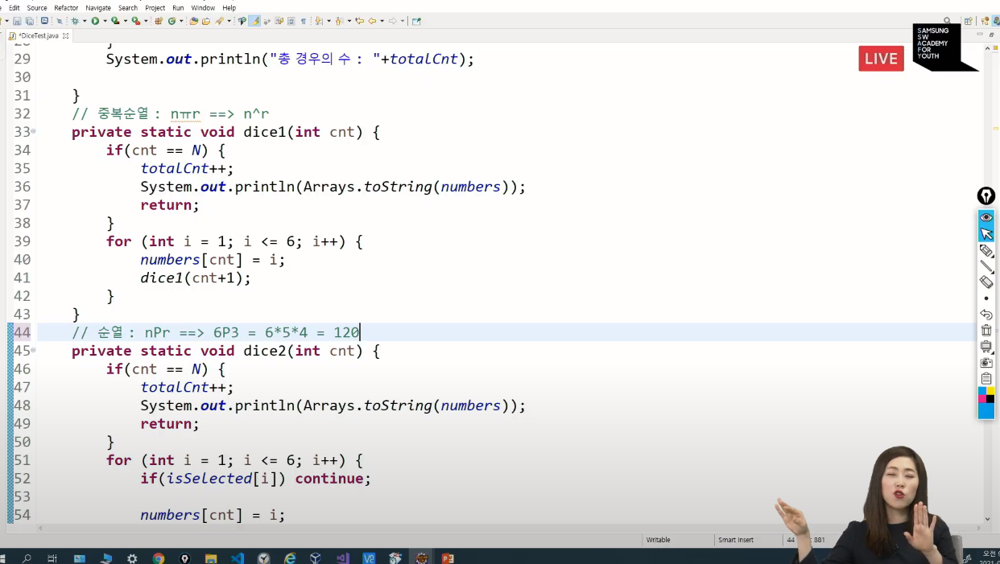 Edit Source Refactor Navigate Search Project Run Window Help
*DiceTest.java
SAMSUNG
SW
ACADEMY
FOR
YOUTH
LIVE
29 System.out.println("총 경우의 수 : "+totalCnt);
30
31 }
32 // 중복순열 : nㅠr ==> n^r
33 private static void dice1(int cnt) {
34 if(cnt == N) {
35 totalCnt++;
36 System.out.println(Arrays.toString(numbers));
37 return;
38 }
39 for (int i = 1; i <= 6; i++) {
40 numbers[cnt] = i;
41 dice1(cnt+1);
42 }
43 }
44 // 순열 : nPr ==> 6P3 = 6*5*4 = 120
45 private static void dice2(int cnt) {
46 if(cnt == N) {
47 totalCnt++;
48 System.out.println(Arrays.toString(numbers));
49 return;
50 }
51 for (int i = 1; i <= 6; i++) {
52 if(isSelected[i]) continue;
53
54 numbers[cnt] = i;
Writable Smart Insert 44 881
오전